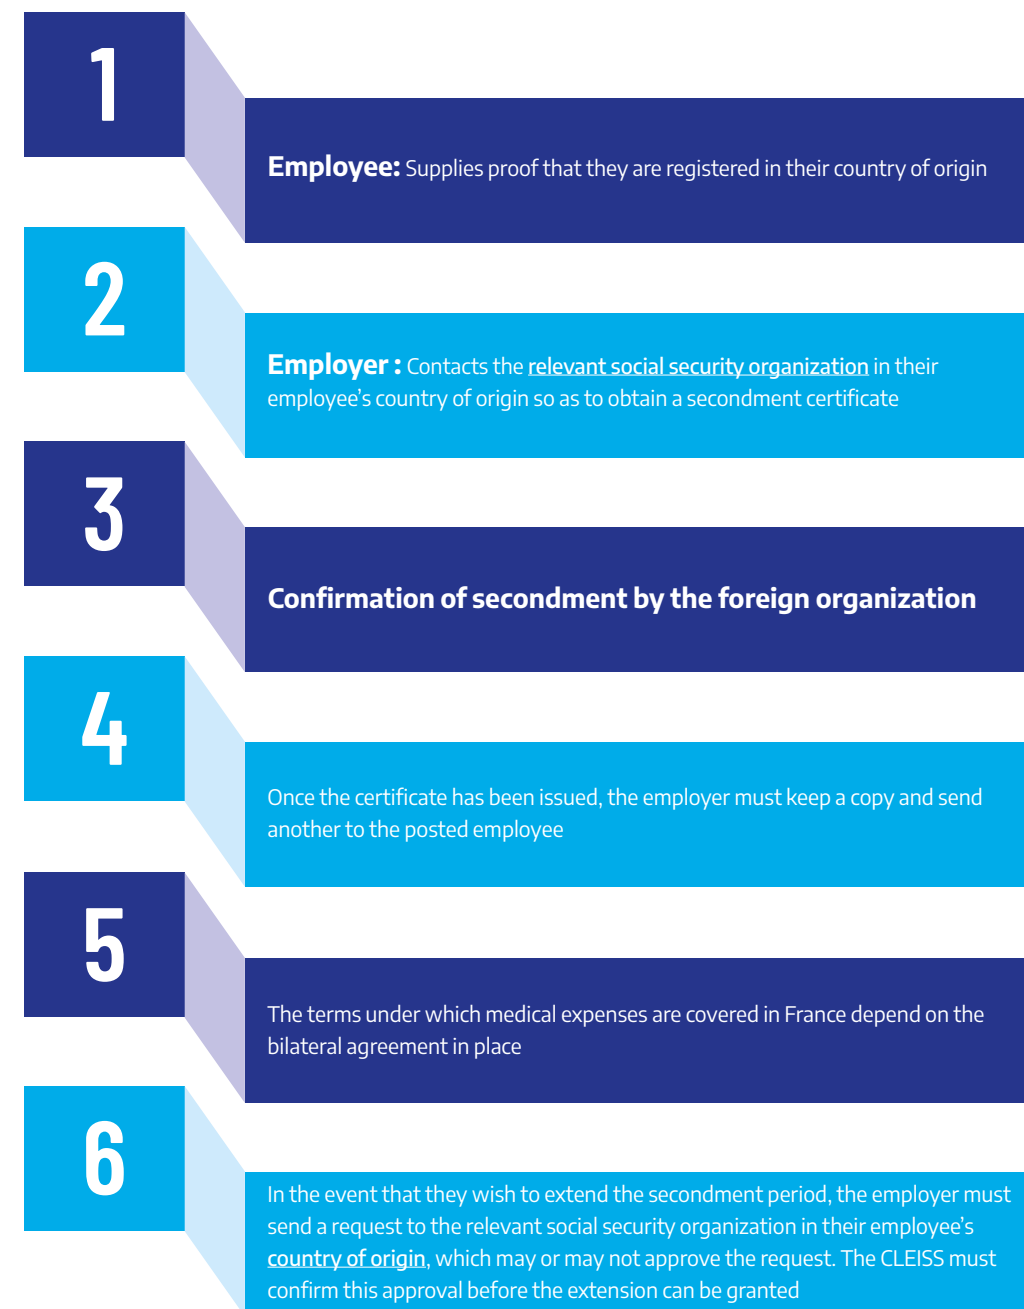 1
Employee: Supplies proof that they are registered in their country of origin
2
Employer : Contacts the relevant social security organization in their
employee's country of origin so as to obtain a secondment certificate
3
Confirmation of secondment by the foreign organization
4
Once the certificate has been issued, the employer must keep a copy and send
another to the posted employee
5
The terms under which medical expenses are covered in France depend on the
bilateral agreement in place
6
In the event that they wish to extend the secondment period, the employer must
send a request to the relevant social security organization in their employee's
country of origin, which may or may not approve the request. The CLEISS must
confirm this approval before the extension can be granted